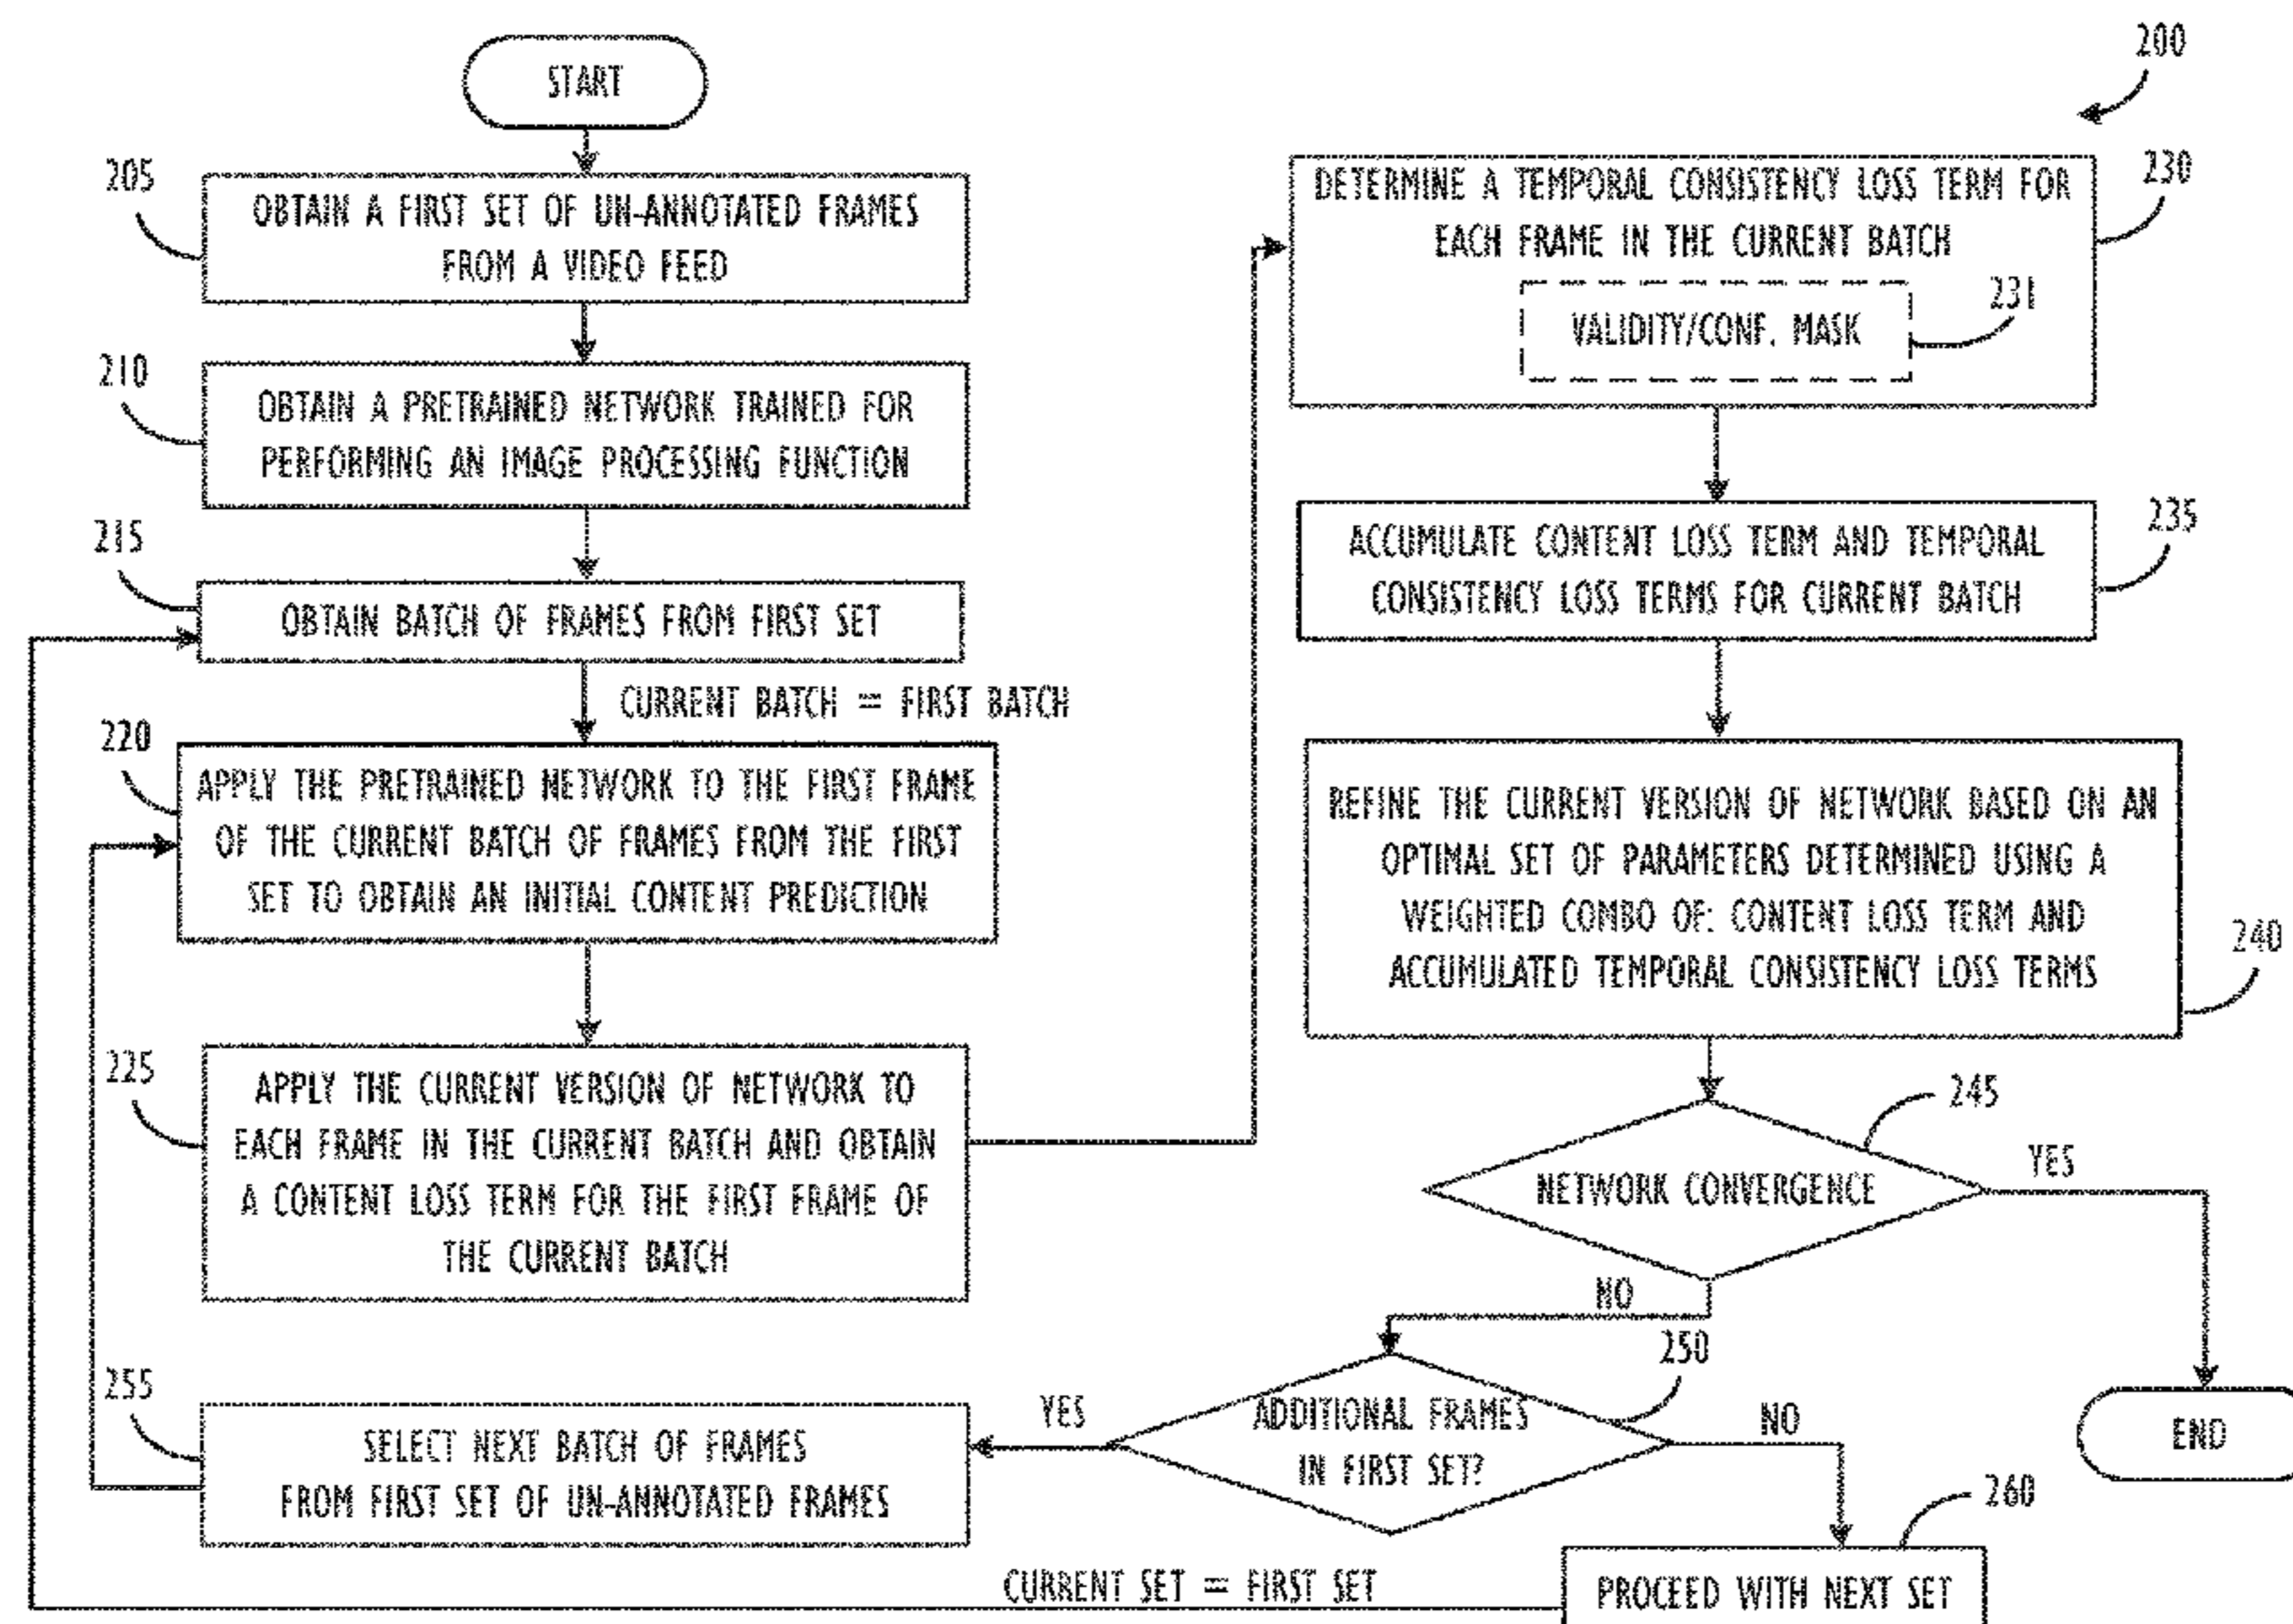 START
200
205
OBTAIN A FIRST SET OF UN-ANNOTATED FRAMES
FROM A VIDEO FEED
210
OBTAIN A PRETRAINED NETWORK TRAINED FOR
PERFORMING AN IMAGE PROCESSING FUNCTION
215
OBTAIN BATCH OF FRAMES FROM FIRST SET
CURRENT BATCH = FIRST BATCH
220
APPLY THE PRETRAINED NETWORK TO THE FIRST FRAME
OF THE CURRENT BATCH OF FRAMES FROM THE FIRST
SET TO OBTAIN AN INITIAL CONTENT PREDICTION
225
APPLY THE CURRENT VERSION OF NETWORK TO
EACH FRAME IN THE CURRENT BATCH AND OBTAIN
A CONTENT LOSS TERM FOR THE FIRST FRAME OF
THE CURRENT BATCH
230
DETERMINE A TEMPORAL CONSISTENCY LOSS TERM FOR
EACH FRAME IN THE CURRENT BATCH
231
VALIDITY/CONF. MASK
235
ACCUMULATE CONTENT LOSS TERM AND TEMPORAL
CONSISTENCY LOSS TERMS FOR CURRENT BATCH
REFINE THE CURRENT VERSION OF NETWORK BASED ON AN
OPTIMAL SET OF PARAMETERS DETERMINED USING A
WEIGHTED COMBO OF: CONTENT LOSS TERM AND
ACCUMULATED TEMPORAL CONSISTENCY LOSS TERMS
240
245
NETWORK CONVERGENCE
YES
NO
END
250
ADDITIONAL FRAMES
IN FIRST SET?
YES
NO
255
SELECT NEXT BATCH OF FRAMES
FROM FIRST SET OF UN-ANNOTATED FRAMES
260
PROCEED WITH NEXT SET
CURRENT SET = FIRST SET